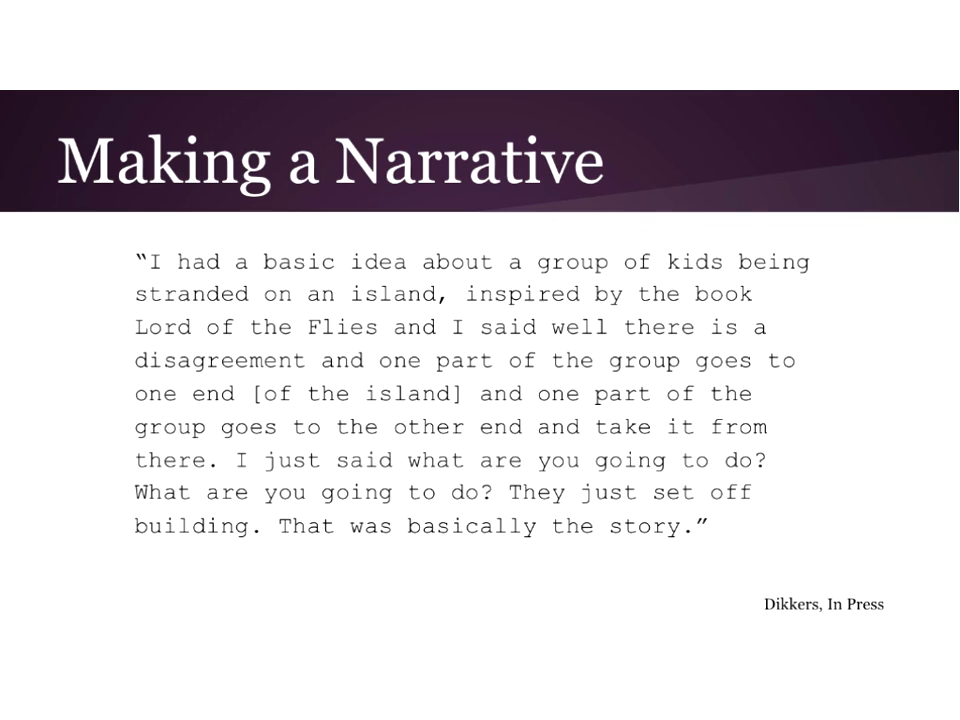 Making a Narrative
“I had a basic idea about a group of kids being
stranded on an island, inspired by the book
Lord of the Flies and I said well there is a
disagreement and one part of the group goes to
one end [of the island] and one part of the
group goes to the other end and take it from
there. I just said what are you going to do?
What are you going to do? They just set off
building. That was basically the story.”
Dikkers, In Press